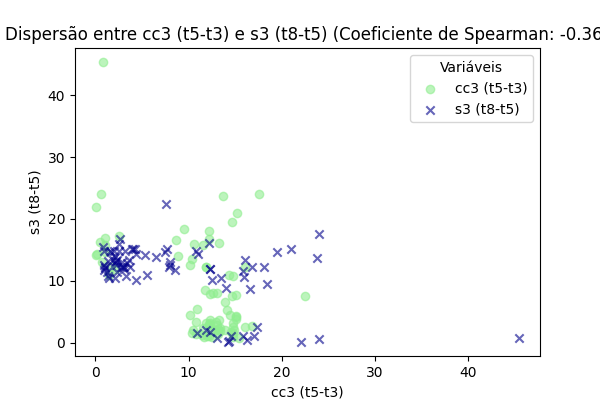 Dispersão entre cc3 (t5-t3) e s3 (t8-t5) (Coeficiente de Spearman: -0.36
Variáveis
cc3 (t5-t3)
s3 (t8-t5)
40
30
20
10
0
s3 (t8-t5)
0 10 20 30 40
cc3 (t5-t3)